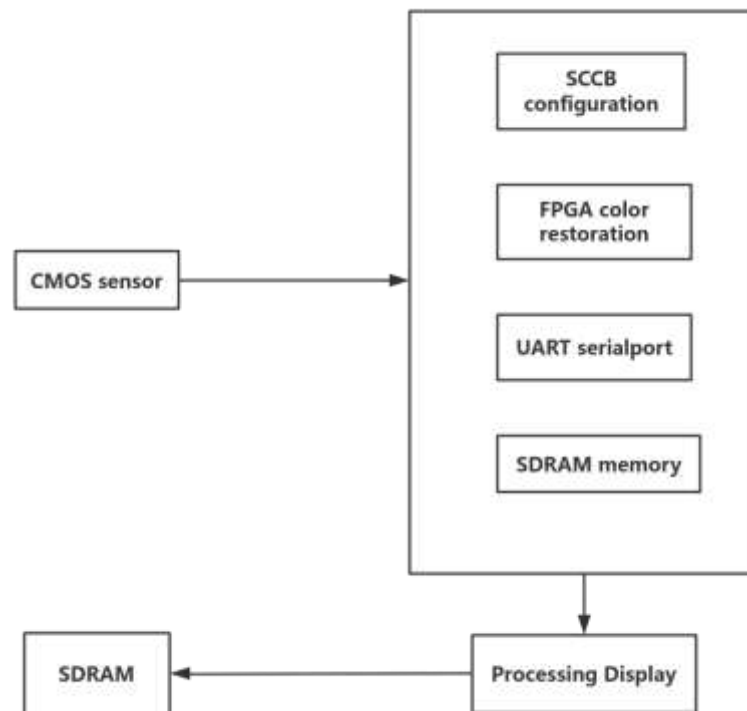 SCCB
configuration
FPGA color
restoration
CMOS sensor
UART serialport
SDRAM memory
SDRAM
Processing Display